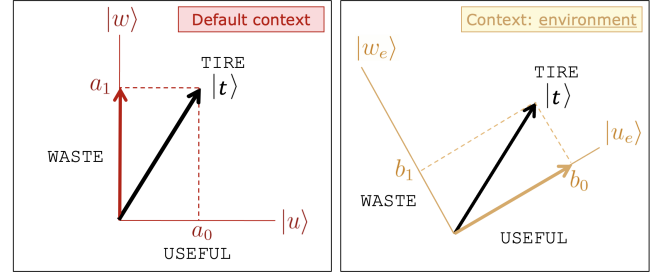 Default context
|w⟩
TIRE
|t⟩
a₁
WASTE
a₀
|u⟩
USEFUL
Context: environment
|wₑ⟩
TIRE
|t⟩
|uₑ⟩
b₁
b₀
WASTE
USEFUL